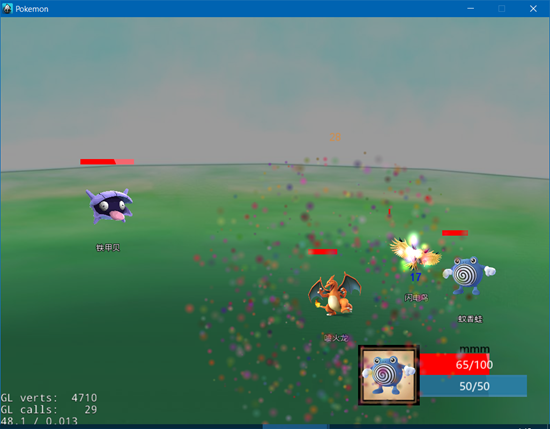 Pokemon
铁甲贝
17
闪电鸟
喷火龙
蚊香蛙
mmm
65/100
50/50
GL verts: 4710
GL calls: 29
48.1 / 0.013